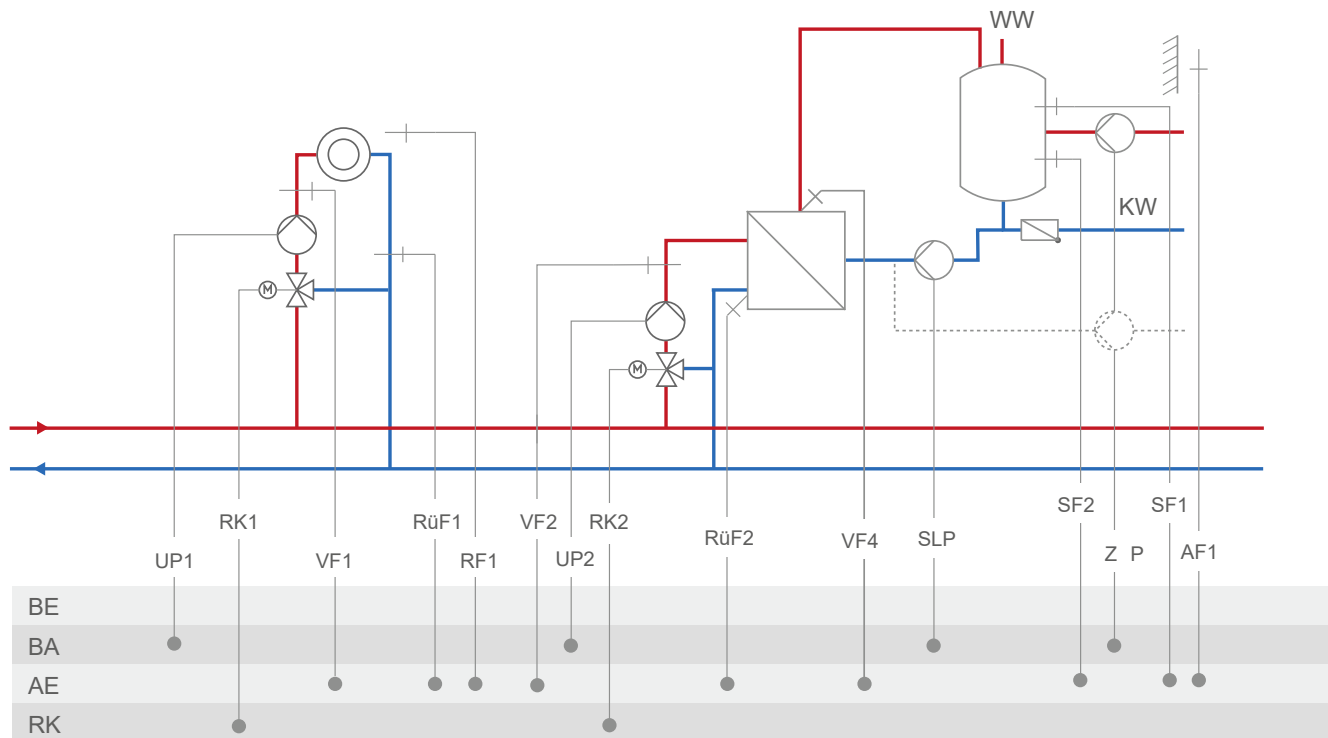 WW
KW
M
M
RK1
RüF1
VF2
RK2
SF2
SF1
RüF2
VF4
SLP
UP1
VF1
RF1
UP2
Z P
AF1
BE
BA
AE
RK